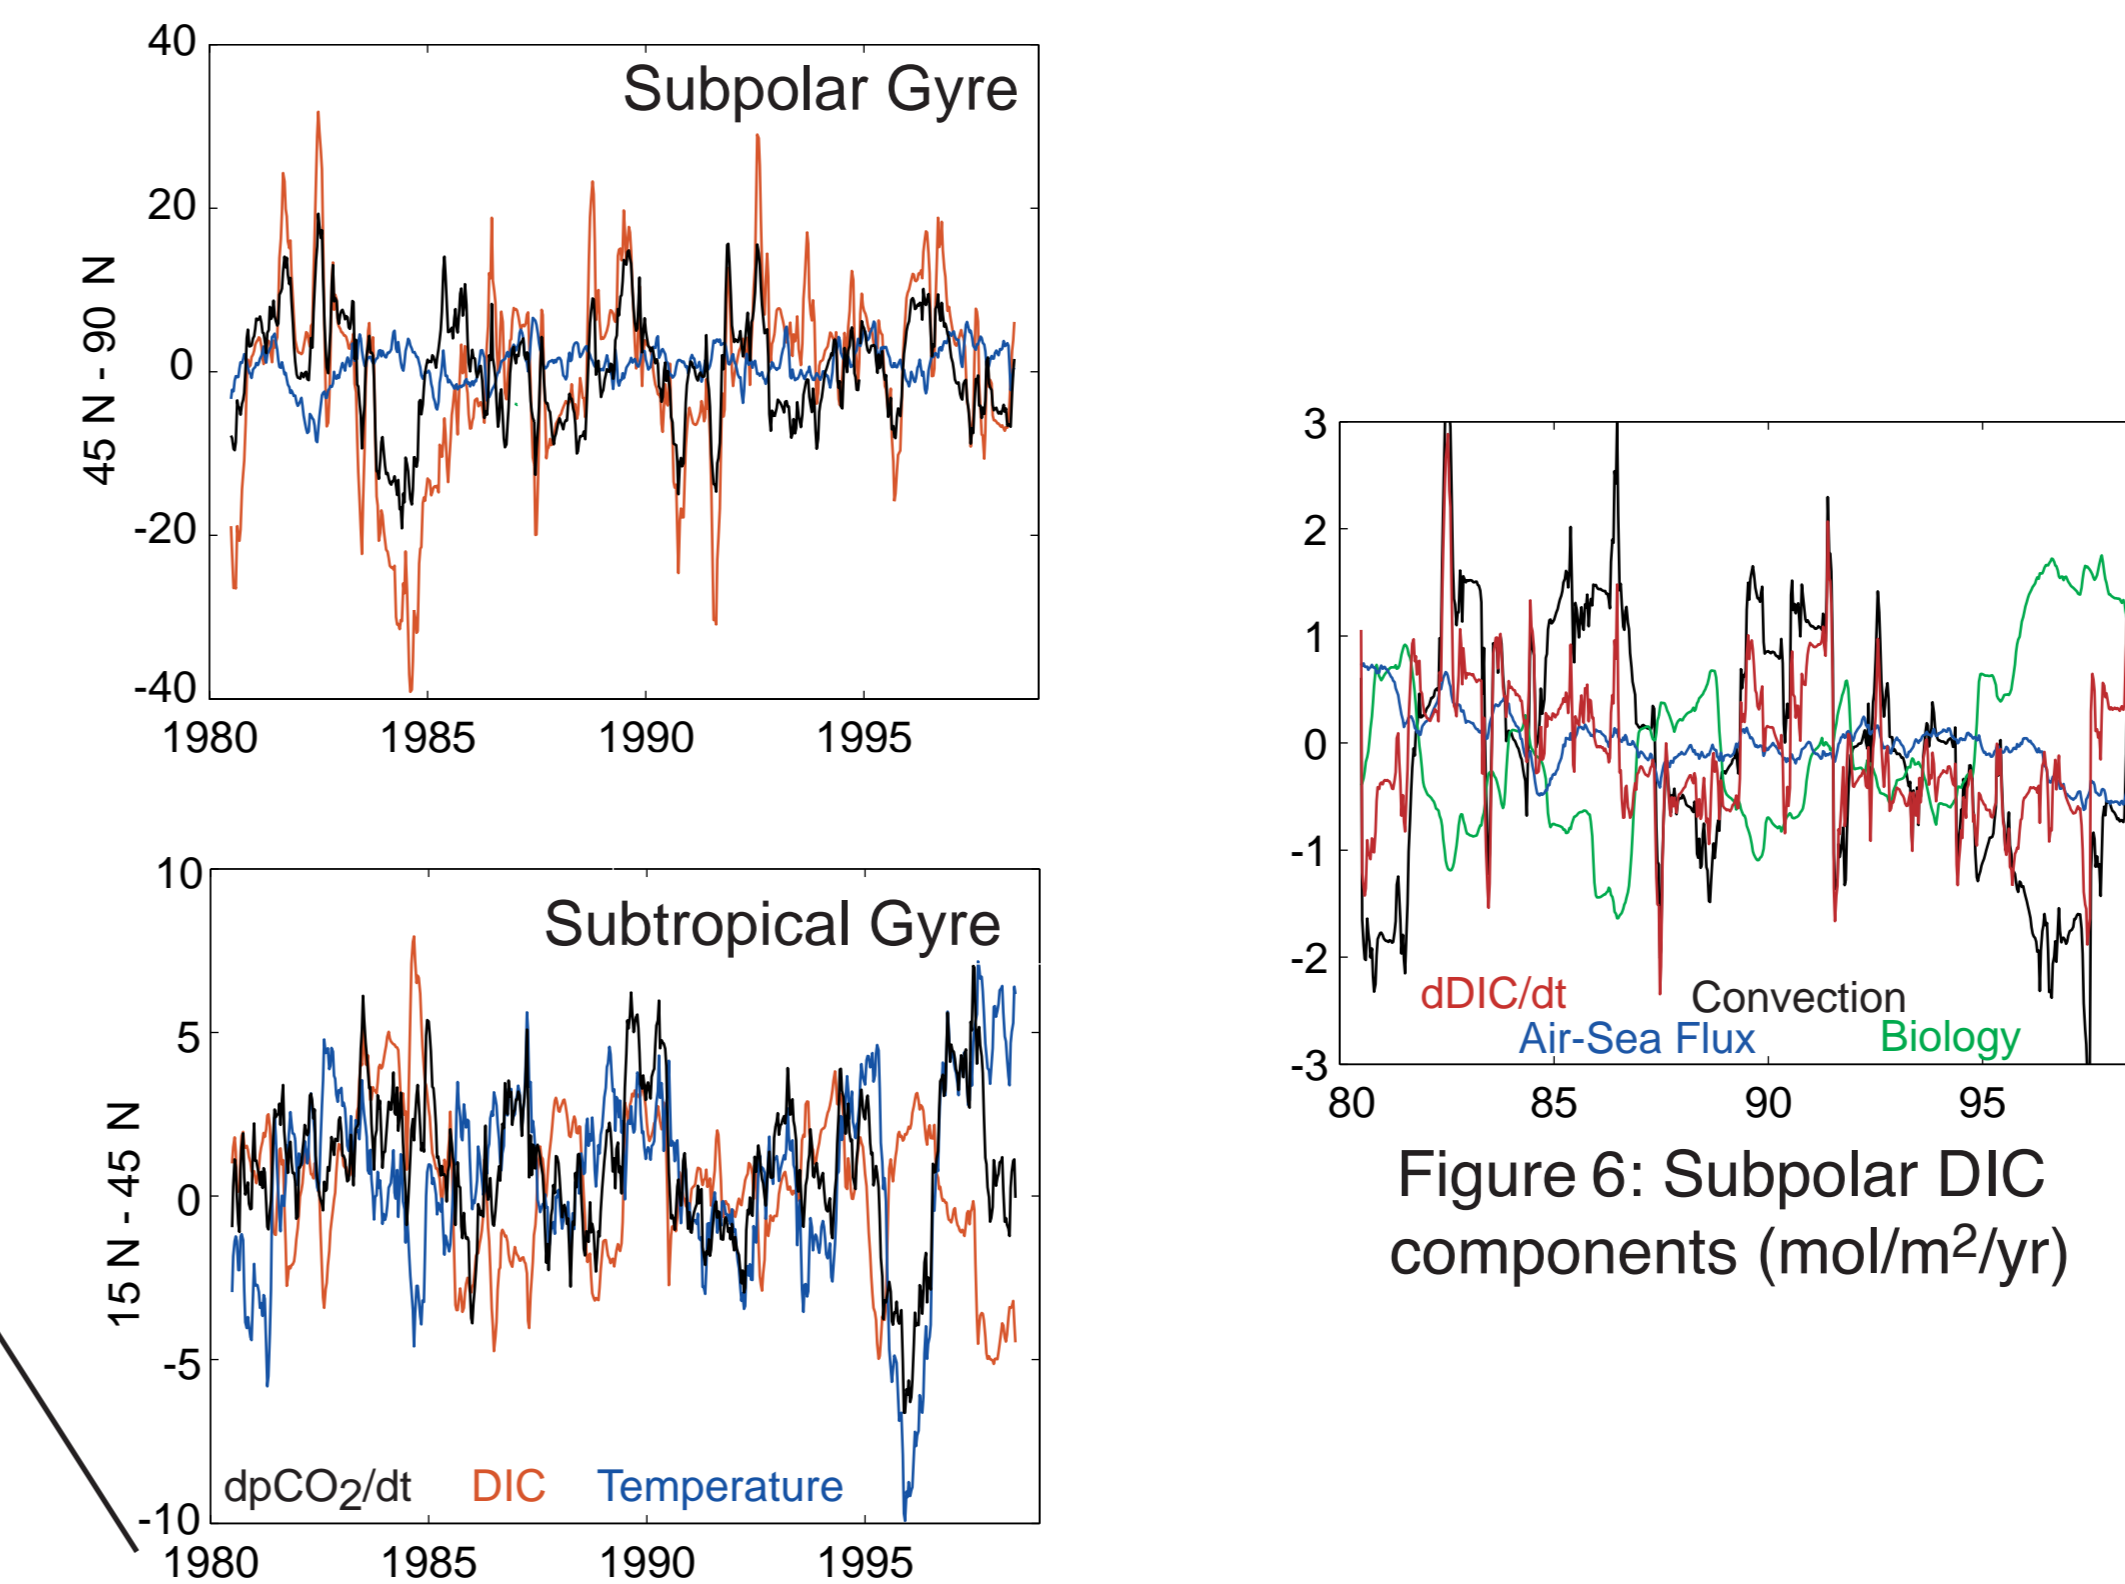 Subpolar Gyre
45 N - 90 N
40
20
0
-20
-40
1980 1985 1990 1995
Subtropical Gyre
15 N - 45 N
10
5
0
-5
-10
dpCO2/dt DIC Temperature
1980 1985 1990 1995
3
2
1
0
-1
-2
-3
dDIC/dt Convection
Air-Sea Flux Biology
80 85 90 95
Figure 6: Subpolar DIC
components (mol/m²/yr)